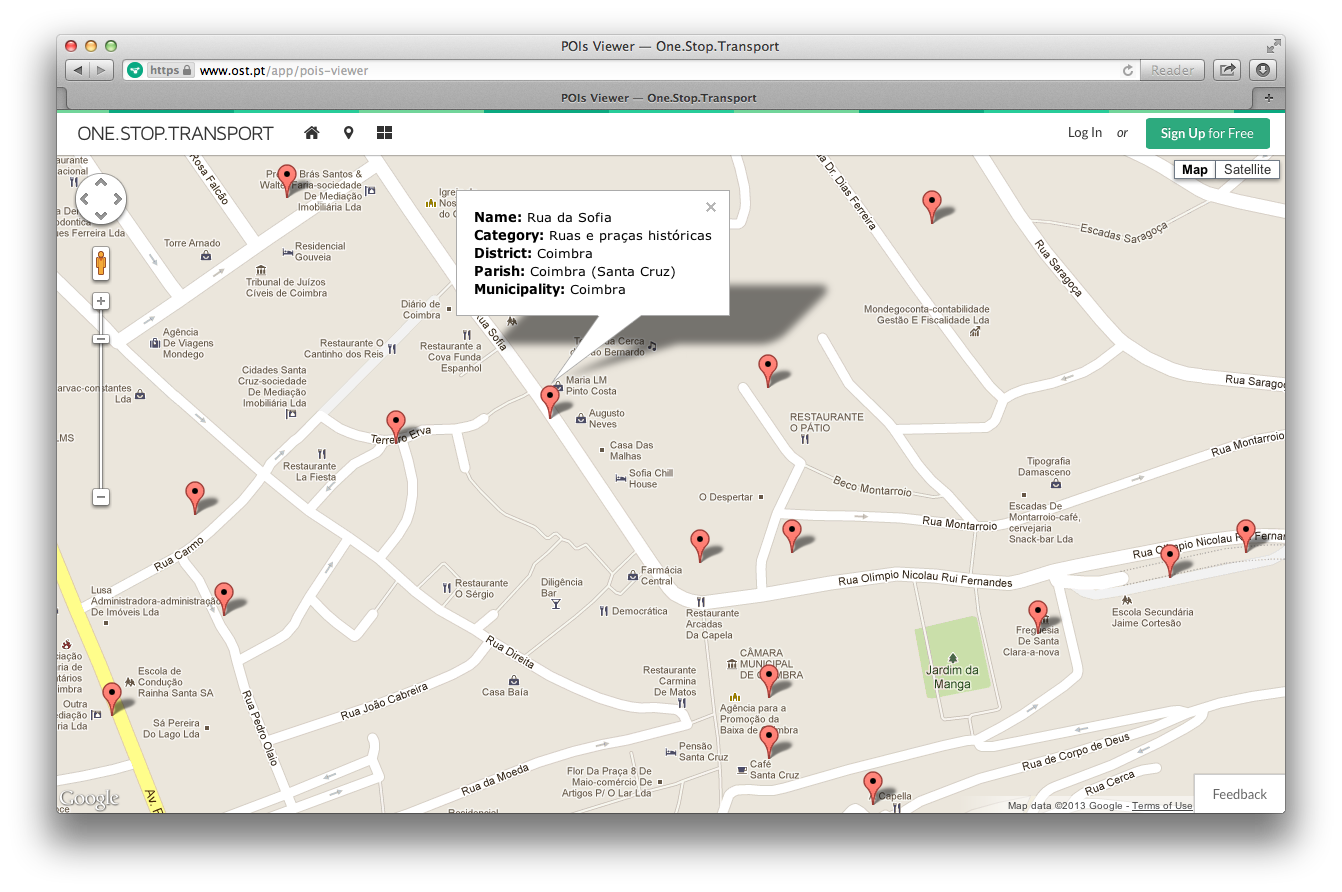 POIs Viewer — One.Stop.Transport
https www.ost.pt/app/pois-viewer
Reader
POIs Viewer — One.Stop.Transport
ONE.STOP.TRANSPORT
Log In or Sign Up for Free
Map Satellite
Name: Rua da Sofia
Category: Ruas e praças históricas
District: Coimbra
Parish: Coimbra (Santa Cruz)
Municipality: Coimbra
Rosa Falcão
Brás Santos &
Faria-sociedade
De Mediação
Imobiliária Lda
Torre Arnado
Residencial
Gouveia
Tribunal de Juízos
Cíveis de Coimbra
Diário de
Coimbra
Rua Sofia
Agência
De Viagens
Mondego
Restaurante O
Cantinho dos Reis
Restaurante a
Cova Funda
Espanhol
Cidades Santa
Cruz-sociedade
De Mediação
Imobiliária Lda
Maria LM
Pinto Costa
Augusto
Neves
Casa Das
Malhas
Sofia Chill
House
Terreiro Erva
Restaurante
La Fiesta
O Despertar
RESTAURANTE
O PÁTIO
Beco Montarroio
Dr. Dias Ferreira
Escadas Saragoça
Rua Saragoça
Mondegoconta-contabilidade
Gestão E Fiscalidade Lda
Rua Montarroio
Tipografia
Damasceno
Escadas De
Montarroio-café,
cervejaria
Snack-bar Lda
Rua Montarroio
Rua Olimpio Nicolau Rui Fernandes
Escola Secundária
Jaime Cortesão
Freguesia
De Santa
Clara-a-nova
Jardim da
Manga
Farmácia
Central
Restaurante
Arcadas
Da Capela
Democrática
Diligência
Bar
Restaurante
O Sérgio
Rua Carmo
Lusa
Administradora-administração
De Imóveis Lda
Escola de
Condução
Rainha Santa SA
Sá Pereira
Do Lago Lda
Rua Pedro Olaio
Rua João Cabreira
Rua Direita
Casa Baía
Restaurante
Carmina
De Matos
CÂMARA
MUNICIPAL
DE COIMBRA
Agência para a
Promoção da
Baixa de Coimbra
Pensão
Santa Cruz
Café
Santa Cruz
Flor Da Praça 8 De
Maio-comércio De
Artigos P/ O Lar Lda
Rua da Moeda
Rua de Corpo de Deus
Rua Cerca
Capella
Google
Map data ©2013 Google - Terms of Use
Feedback